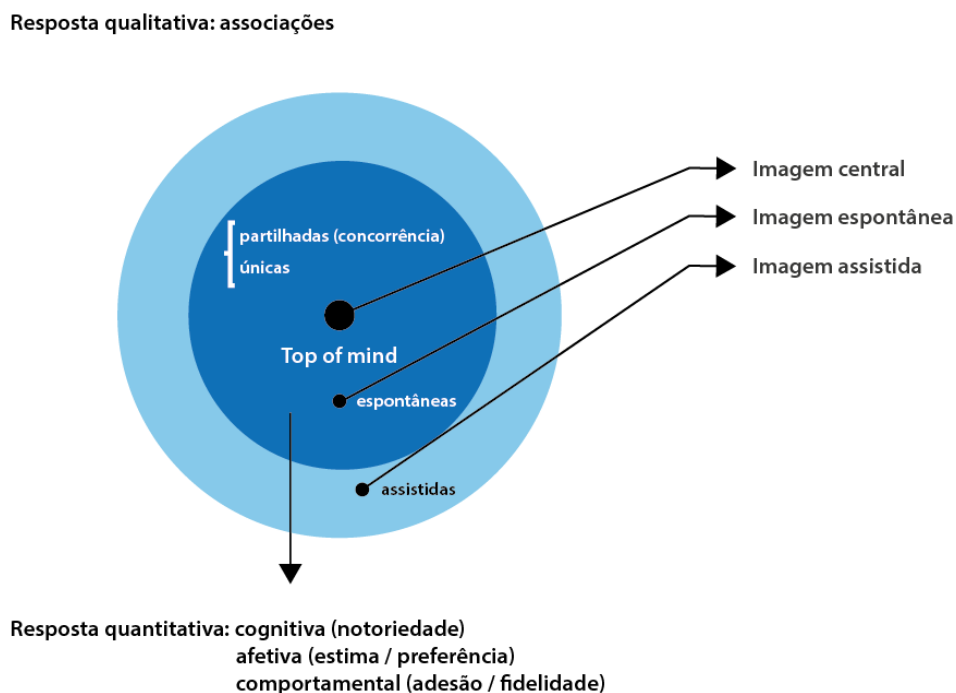 Resposta qualitativa: associações
Imagem central
Imagem espontânea
Imagem assistida
partilhadas (concorrência)
únicas
Top of mind
espontâneas
assistidas
Resposta quantitativa: cognitiva (notoriedade)
afetiva (estima / preferência)
comportamental (adesão / fidelidade)